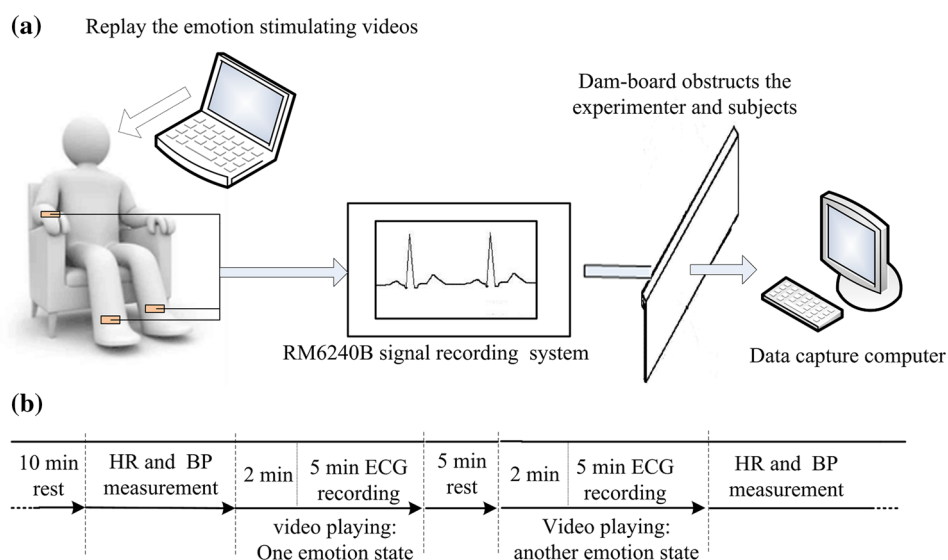 (a)
Replay the emotion stimulating videos
Dam-board obstructs the
experimenter and subjects
RM6240B signal recording system
Data capture computer
(b)
10 min
rest
HR and BP
measurement
2 min
5 min ECG
recording
5 min
rest
2 min
5 min ECG
recording
HR and BP
measurement
video playing:
One emotion state
Video playing:
another emotion state